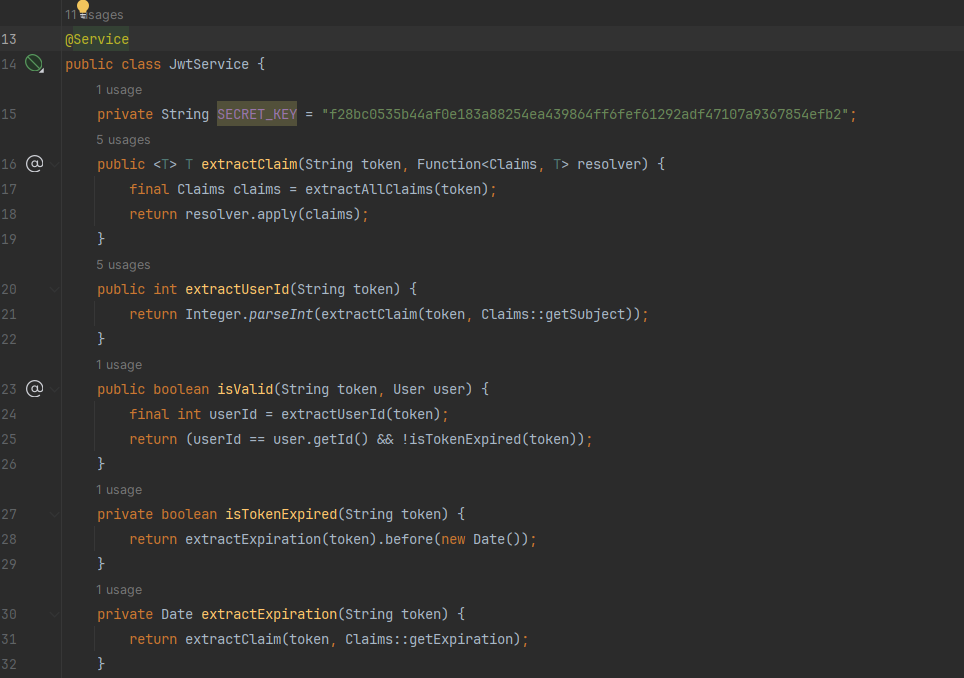 11 usages
13 @Service
14 public class JwtService {
1 usage
15 private String SECRET_KEY = "f28bc0535b44af0e183a88254ea439864ff6fef61292adf47107a9367854efb2";
5 usages
16 @ public <T> T extractClaim(String token, Function<Claims, T> resolver) {
17 final Claims claims = extractAllClaims(token);
18 return resolver.apply(claims);
19 }
5 usages
20 public int extractUserId(String token) {
21 return Integer.parseInt(extractClaim(token, Claims::getSubject));
22 }
1 usage
23 @ public boolean isValid(String token, User user) {
24 final int userId = extractUserId(token);
25 return (userId == user.getId() && !isTokenExpired(token));
26 }
1 usage
27 private boolean isTokenExpired(String token) {
28 return extractExpiration(token).before(new Date());
29 }
1 usage
30 private Date extractExpiration(String token) {
31 return extractClaim(token, Claims::getExpiration);
32 }